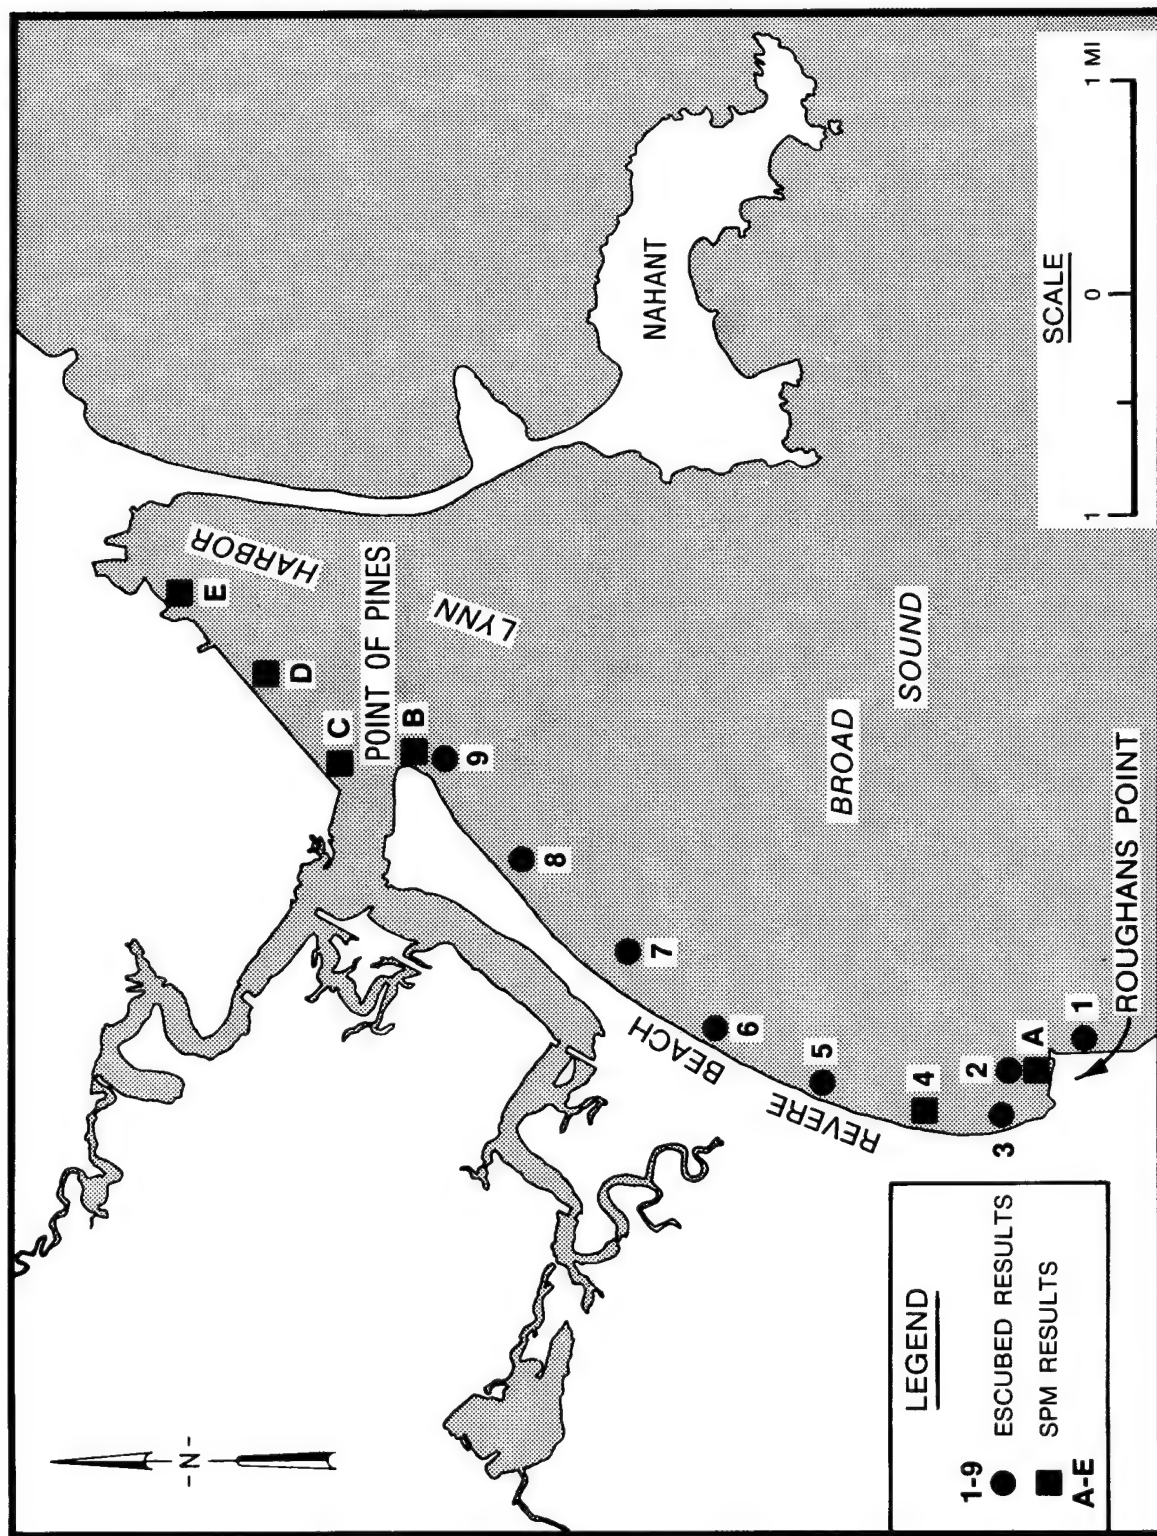 -N-
HARBOR
LYNN
E
D
C
POINT OF PINES
B
9
8
7
6
5
4
3
2
A
1
NAHANT
REVERE
BEACH
BROAD
SOUND
ROUGHANS POINT
LEGEND
1-9 ESCUBED RESULTS
A-E SPM RESULTS
SCALE
1 0 1 MI